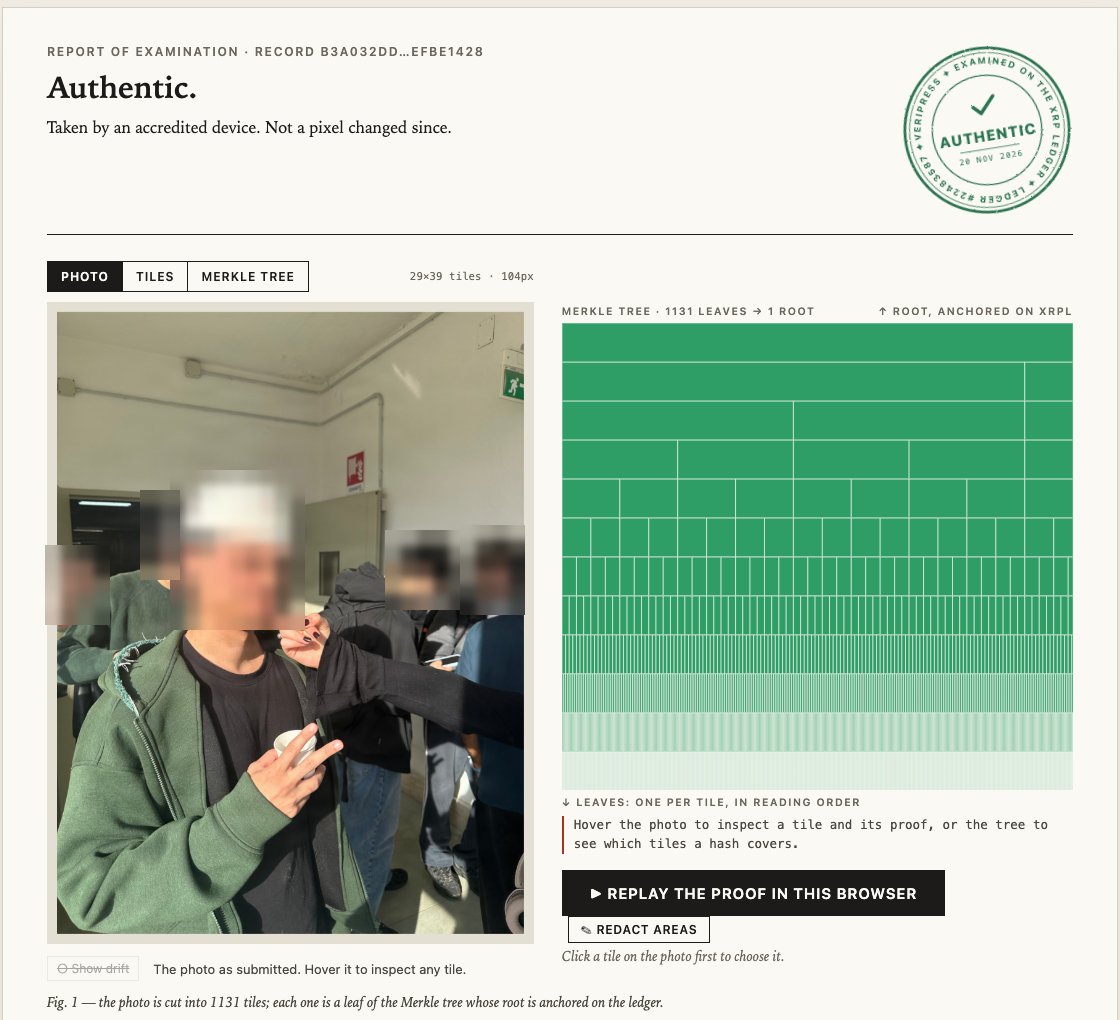 REPORT OF EXAMINATION · RECORD B3A032DD…EFBE1428
Authentic.
Taken by an accredited device. Not a pixel changed since.
VERIPRESS ✦ EXAMINED ON THE XRP LEDGER ✦ LEDGER #22483587 ✦
AUTHENTIC
20 NOV 2026
PHOTO TILES MERKLE TREE
29×39 tiles · 104px
MERKLE TREE · 1131 LEAVES → 1 ROOT
↑ ROOT, ANCHORED ON XRPL
↓ LEAVES: ONE PER TILE, IN READING ORDER
Hover the photo to inspect a tile and its proof, or the tree to
see which tiles a hash covers.
▶ REPLAY THE PROOF IN THIS BROWSER
✎ REDACT AREAS
Click a tile on the photo first to choose it.
Show drift
The photo as submitted. Hover it to inspect any tile.
Fig. 1 — the photo is cut into 1131 tiles; each one is a leaf of the Merkle tree whose root is anchored on the ledger.